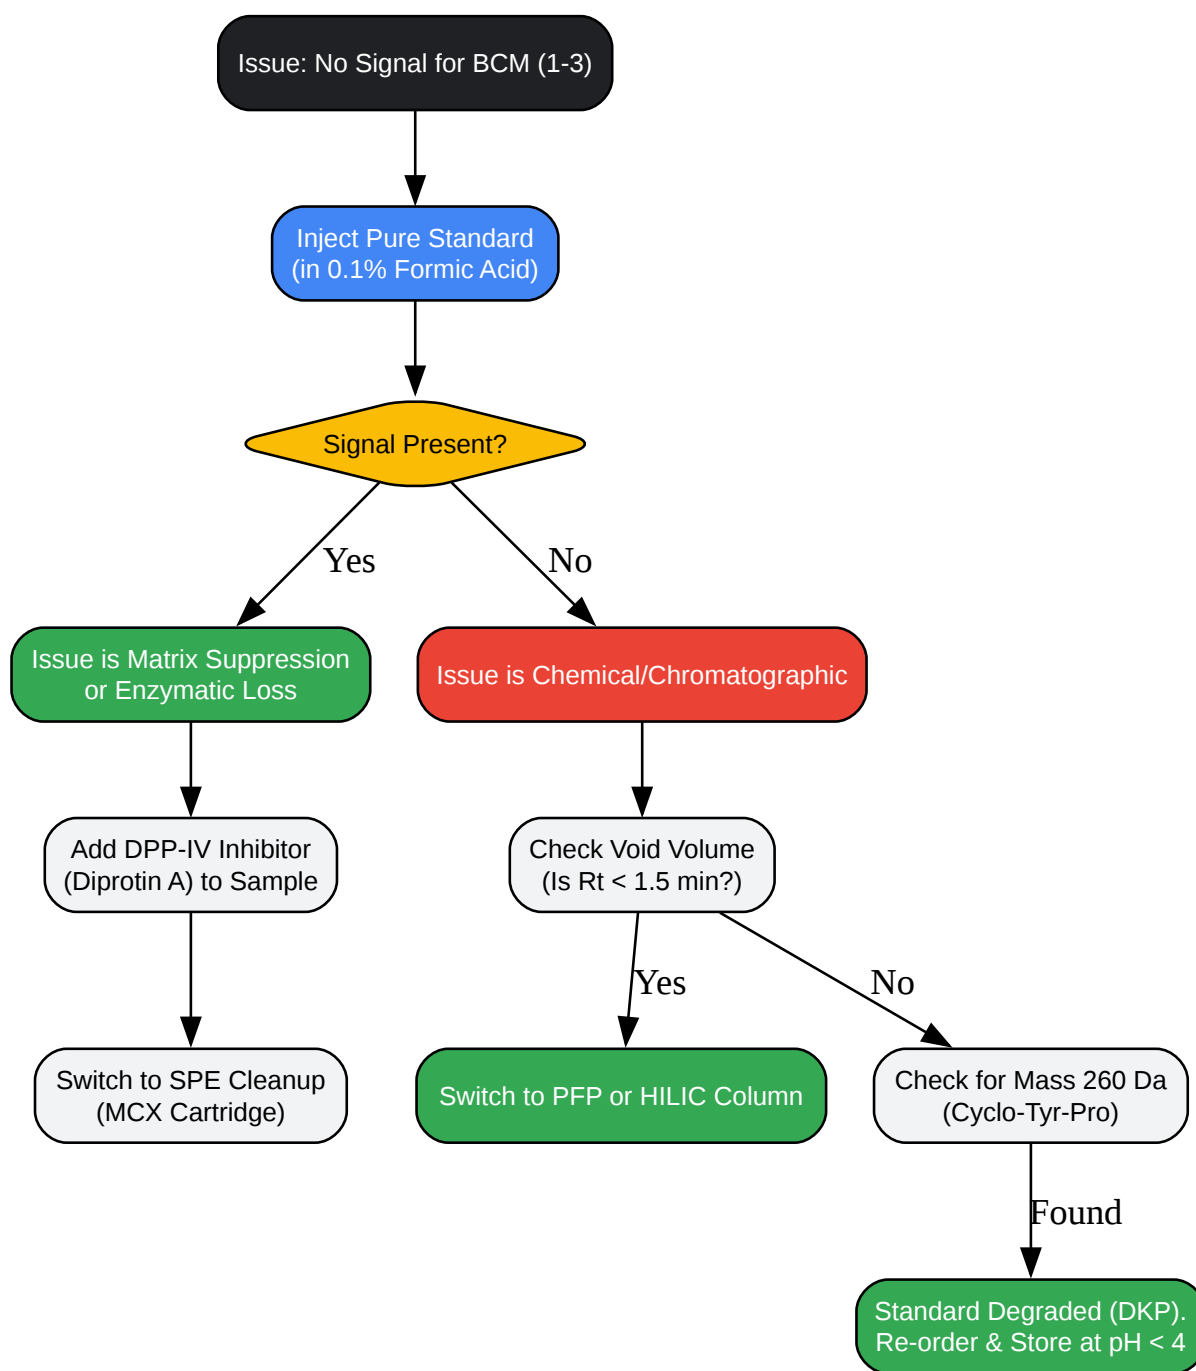 Issue: No Signal for BCM (1-3)
Inject Pure Standard
(in 0.1% Formic Acid)
Signal Present?
Yes
No
Issue is Matrix Suppression
or Enzymatic Loss
Issue is Chemical/Chromatographic
Add DPP-IV Inhibitor
(Diprotin A) to Sample
Check Void Volume
(Is Rt < 1.5 min?)
Yes
No
Switch to SPE Cleanup
(MCX Cartridge)
Switch to PFP or HILIC Column
Check for Mass 260 Da
(Cyclo-Tyr-Pro)
Found
Standard Degraded (DKP).
Re-order & Store at pH < 4